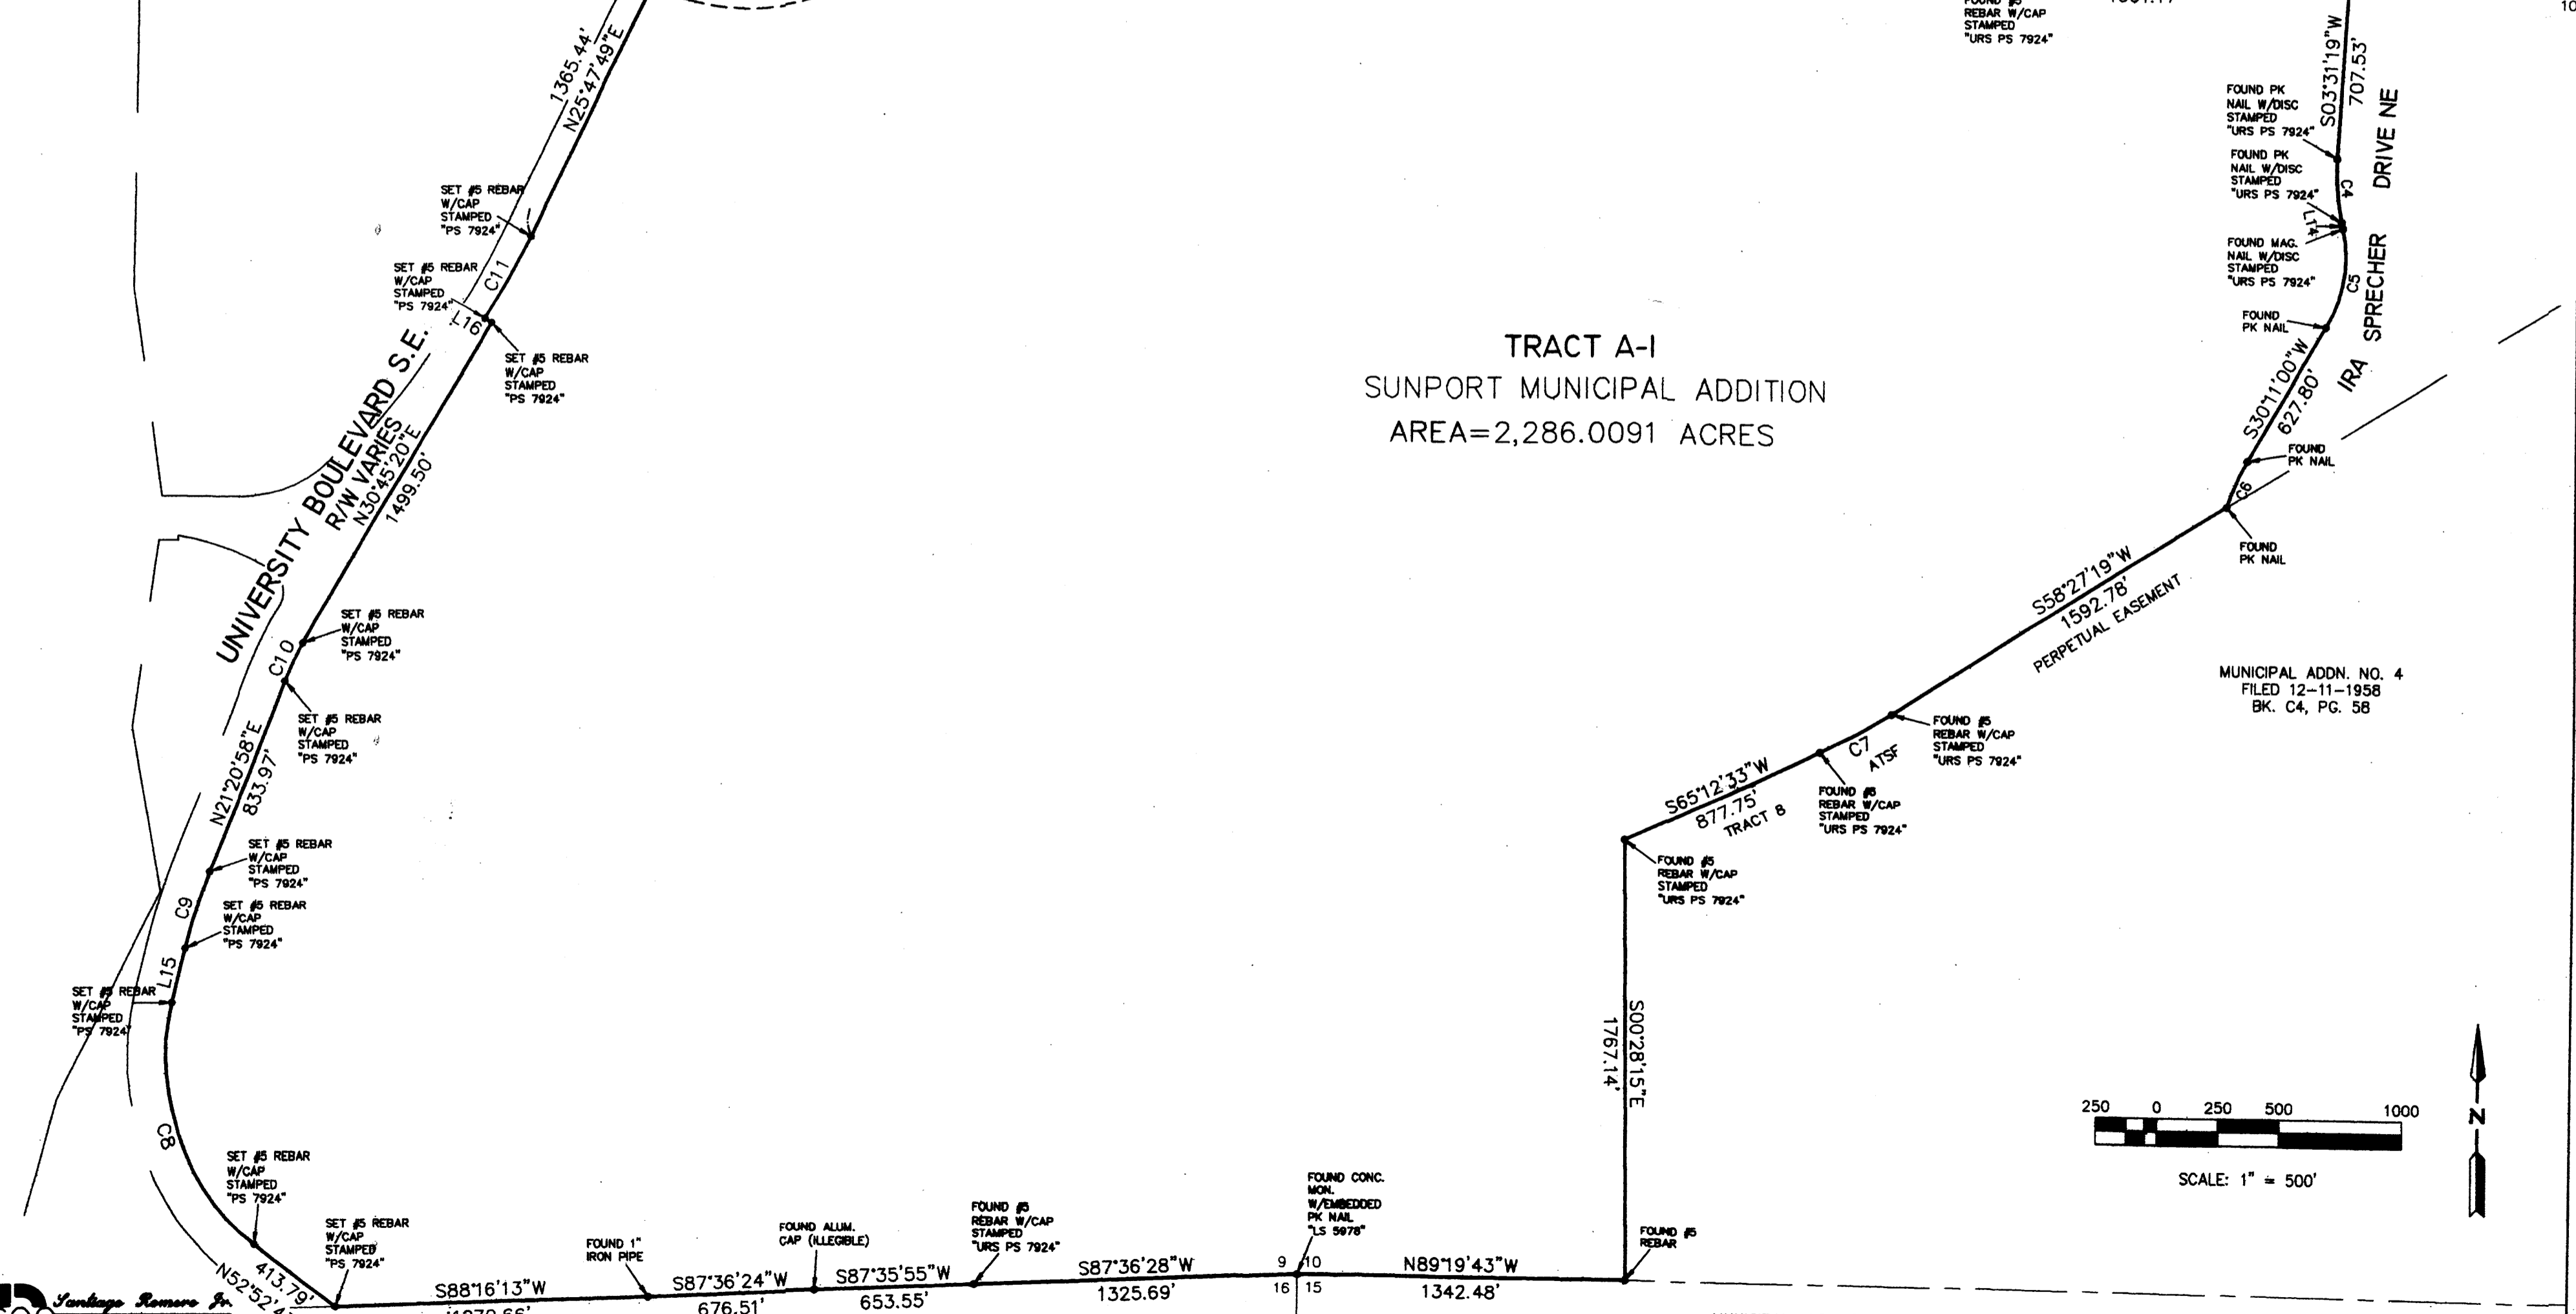 FOUND #5
REBAR W/CAP
STAMPED
"URS PS 7924"
1365.44'
N25°47'49"E
S03°31'19"W
707.53'
FOUND PK
NAIL W/DISC
STAMPED
"URS PS 7924"
FOUND PK
NAIL W/DISC
STAMPED
"URS PS 7924"
C4
L14
FOUND MAG.
NAIL W/DISC
STAMPED
"URS PS 7924"
C5
IRA SPRECHER DRIVE NE
FOUND
PK NAIL
S30°11'00"W
627.80'
FOUND
PK NAIL
C6
FOUND
PK NAIL
SET #5 REBAR
W/CAP
STAMPED
"PS 7924"
SET #5 REBAR
W/CAP
STAMPED
"PS 7924"
C11
L16
SET #5 REBAR
W/CAP
STAMPED
"PS 7924"
TRACT A-1
SUNPORT MUNICIPAL ADDITION
AREA=2,286.0091 ACRES
UNIVERSITY BOULEVARD S.E.
R/W VARIES
N30°45'20"E
1499.50'
S58°27'19"W
1592.78'
PERPETUAL EASEMENT
MUNICIPAL ADDN. NO. 4
FILED 12-11-1958
BK. C4, PG. 58
SET #5 REBAR
W/CAP
STAMPED
"PS 7924"
C10
SET #5 REBAR
W/CAP
STAMPED
"PS 7924"
N21°20'58"E
833.97'
FOUND #5
REBAR W/CAP
STAMPED
"URS PS 7924"
C7
ATSF
S65°12'33"W
877.75'
TRACT B
REBAR W/CAP
STAMPED
"URS PS 7924"
FOUND #5
REBAR W/CAP
STAMPED
"URS PS 7924"
SET #5 REBAR
W/CAP
STAMPED
"PS 7924"
C9
SET #5 REBAR
W/CAP
STAMPED
"PS 7924"
L15
SET #5 REBAR
W/CAP
STAMPED
"PS 7924"
S00°28'15"E
1767.14'
250 0 250 500 1000
SCALE: 1" = 500'
N
C8
SET #5 REBAR
W/CAP
STAMPED
"PS 7924"
SET #5 REBAR
W/CAP
STAMPED
"PS 7924"
413.79'
FOUND 1"
IRON PIPE
FOUND ALUM.
CAP (ILLEGIBLE)
FOUND #5
REBAR W/CAP
STAMPED
"URS PS 7924"
FOUND CONC.
MON.
W/EMBEDDED
PK NAIL
"LS 5978"
FOUND #5
REBAR
S88°16'13"W
S87°36'24"W
676.51'
S87°35'55"W
653.55'
S87°36'28"W
1325.69'
9 10
16 15
N89°19'43"W
1342.48'
Santiago Romero Jr.